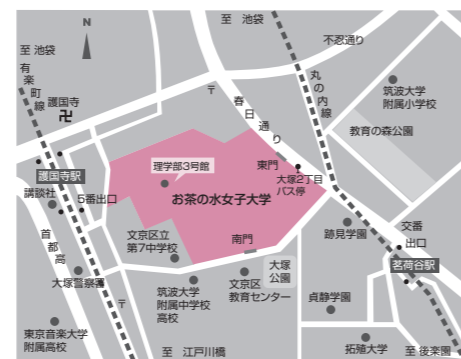 N
至 池袋
至 池袋
不忍通り
有楽町線
護国寺
卍
〒
春日通り
丸の内線
筑波大学
附属小学校
教育の森公園
護国寺駅
理学部3号館
東門
大塚2丁目
バス停
講談社
5番出口
お茶の水女子大学
文京区立
第7中学校
南門
跡見学園
交番
出口
茗荷谷駅
首都高
大塚警察署
〒
筑波大学
附属中学校
高校
文京区
教育センター
大塚
公園
貞静学園
東京音楽大学
附属高校
至 江戸川橋
拓殖大学
至 後楽園